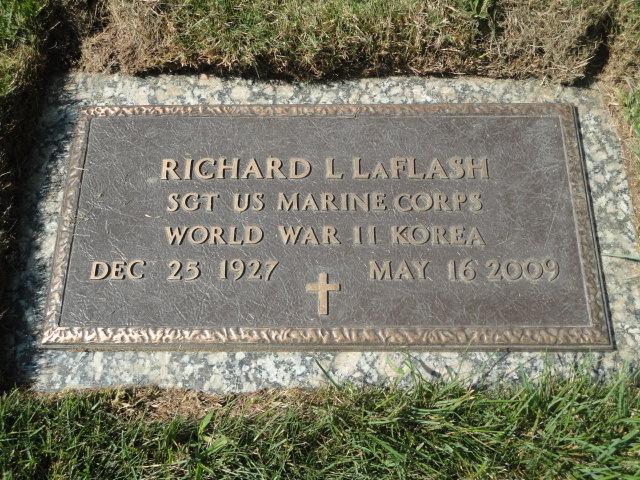 RICHARD L LAFLASH
SGT US MARINE CORPS
WORLD WAR II KOREA
DEC 25 1927 MAY 16 2009